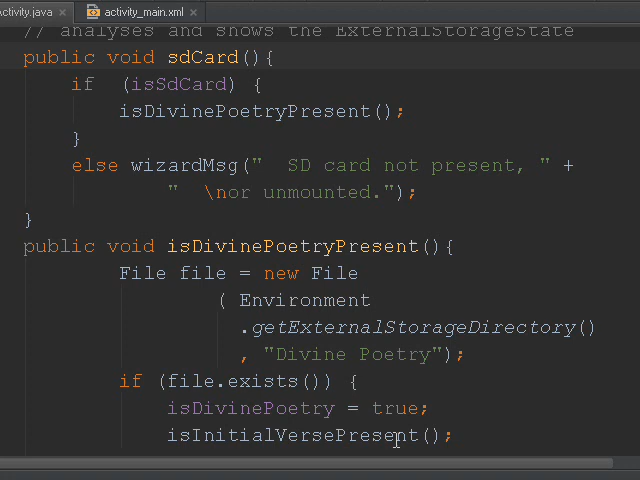 Activity.java × activity_main.xml ×
// analyses and shows the ExternalStorageState
public void sdCard(){
if (isSdCard) {
isDivinePoetryPresent();
}
else wizardMsg("  SD card not present, " +
"  \nor unmounted.");
}
public void isDivinePoetryPresent(){
File file = new File
( Environment
.getExternalStorageDirectory()
, "Divine Poetry");
if (file.exists()) {
isDivinePoetry = true;
isInitialVersePresent();